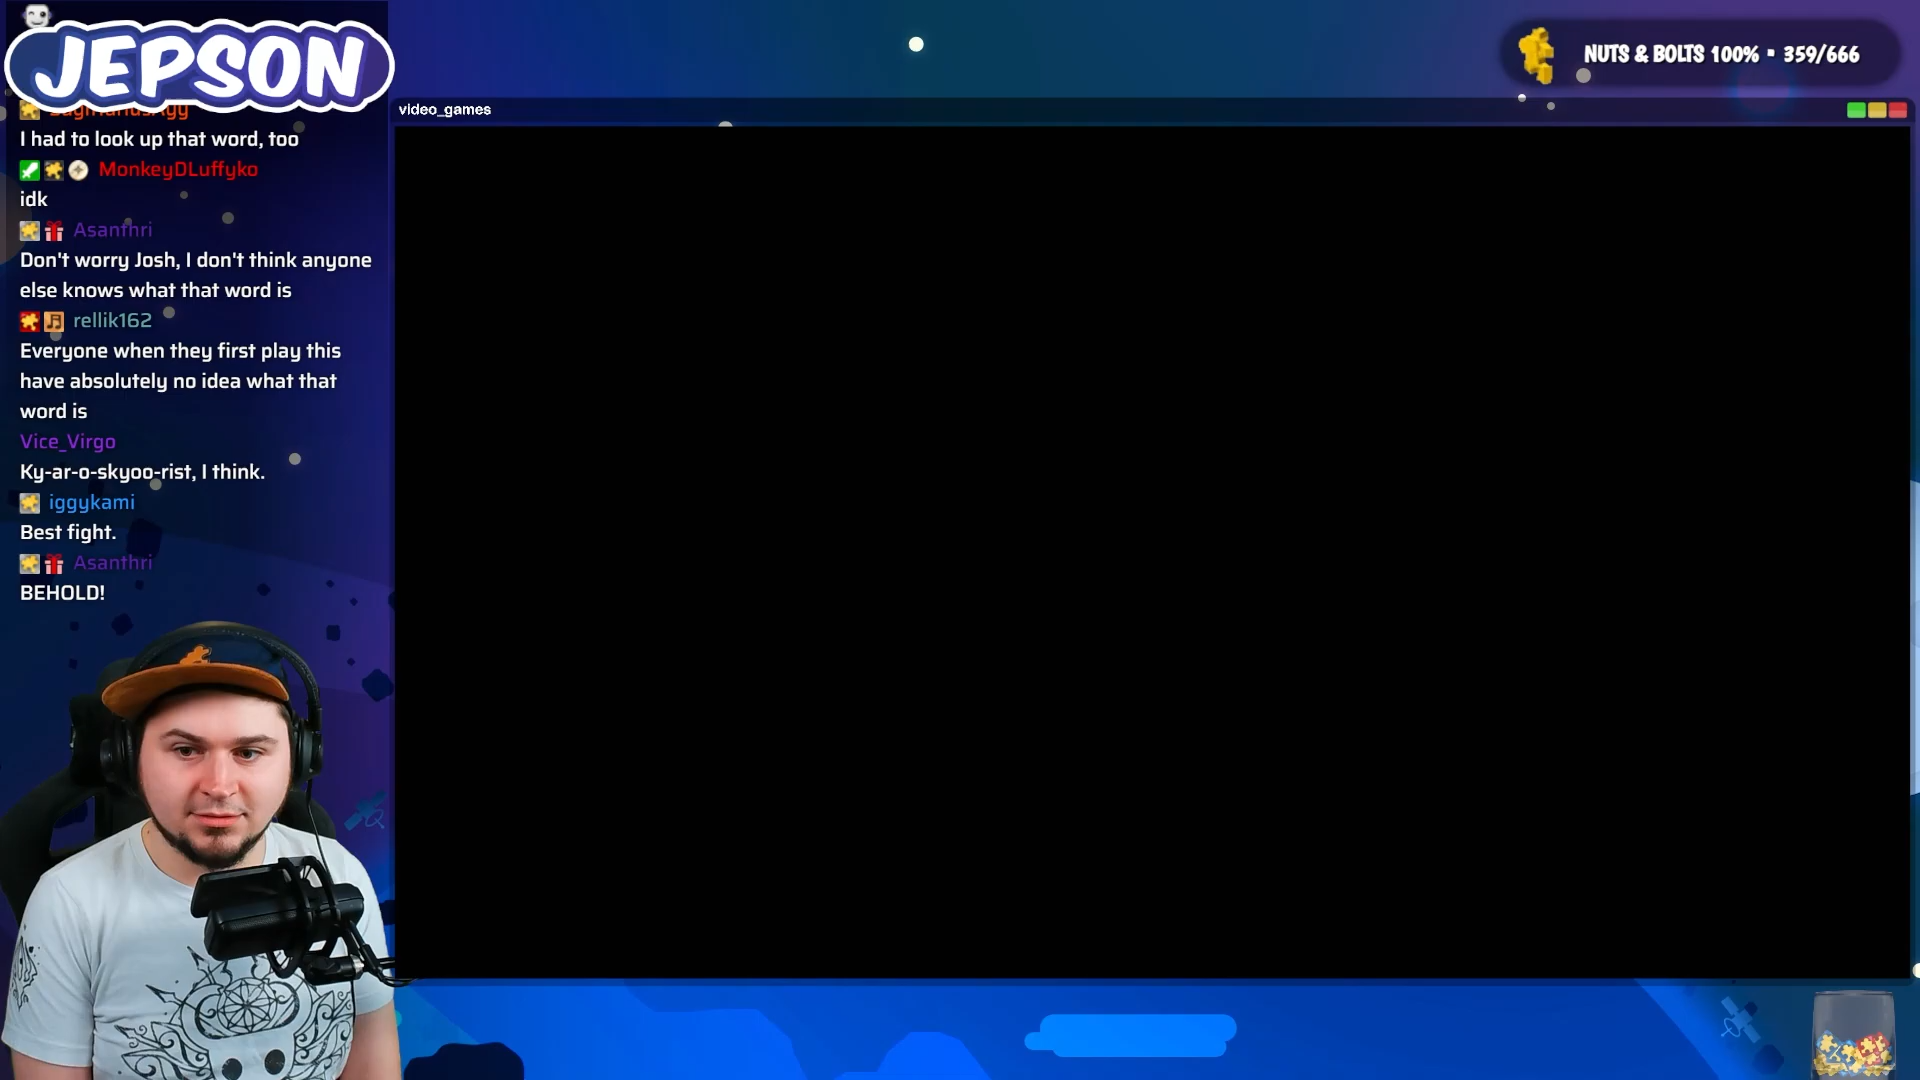 JEPSON
NUTS & BOLTS 100% • 359/666
video_games
I had to look up that word, too
MonkeyDLuffyko
idk
Asanthri
Don't worry Josh, I don't think anyone
else knows what that word is
rellik162
Everyone when they first play this
have absolutely no idea what that
word is
Vice_Virgo
Ky-ar-o-skyoo-rist, I think.
iggykami
Best fight.
Asanthri
BEHOLD!